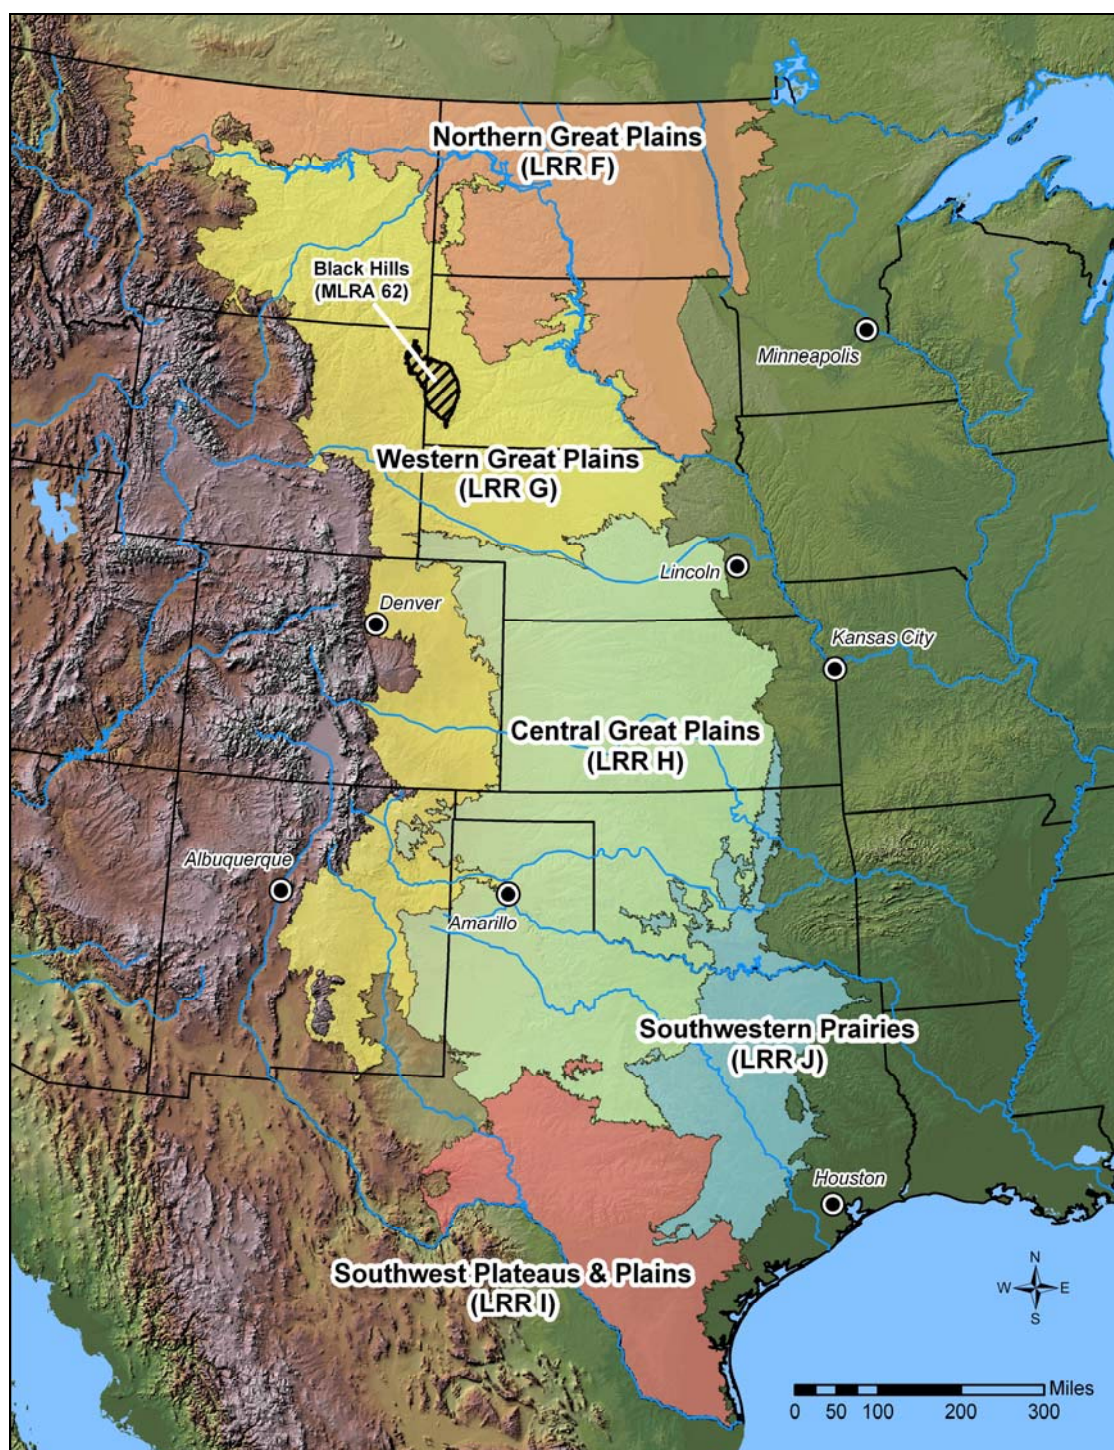 Northern Great Plains
(LRR F)
Black Hills
(MLRA 62)
Minneapolis
Western Great Plains
(LRR G)
Lincoln
Denver
Kansas City
Central Great Plains
(LRR H)
Albuquerque
Amarillo
Southwestern Prairies
(LRR J)
Houston
Southwest Plateaus & Plains
(LRR I)
N
W
E
S
Miles
0 50 100 200 300